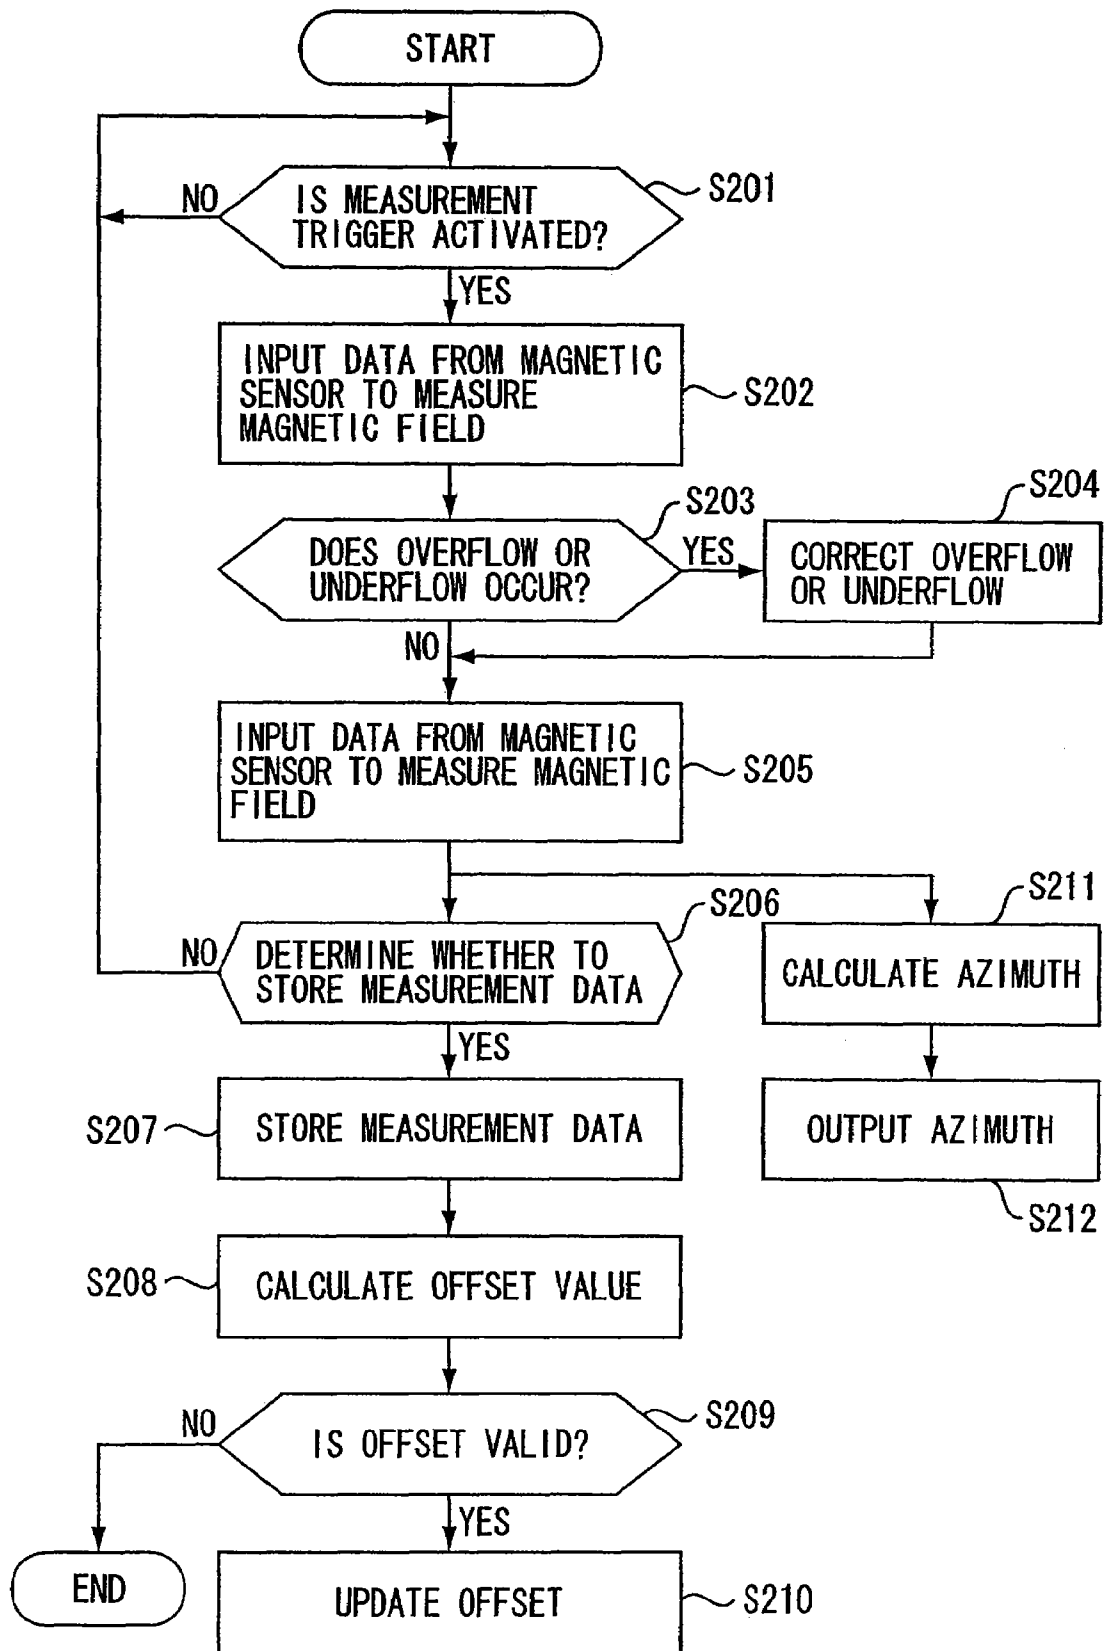 START
NO
IS MEASUREMENT
TRIGGER ACTIVATED?
S201
YES
INPUT DATA FROM MAGNETIC
SENSOR TO MEASURE
MAGNETIC FIELD
S202
S203
S204
DOES OVERFLOW OR
UNDERFLOW OCCUR?
YES
CORRECT OVERFLOW
OR UNDERFLOW
NO
INPUT DATA FROM MAGNETIC
SENSOR TO MEASURE MAGNETIC
FIELD
S205
S206
S211
NO
DETERMINE WHETHER TO
STORE MEASUREMENT DATA
CALCULATE AZIMUTH
YES
S207
STORE MEASUREMENT DATA
OUTPUT AZIMUTH
S212
S208
CALCULATE OFFSET VALUE
NO
IS OFFSET VALID?
S209
YES
END
UPDATE OFFSET
S210